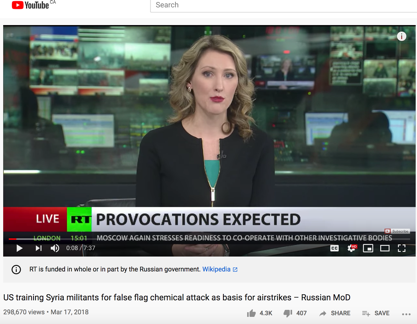 YouTube CA
Search
LIVE RT PROVOCATIONS EXPECTED
LONDON 15:01 MOSCOW AGAIN STRESSES READINESS TO CO-OPERATE WITH OTHER INVESTIGATIVE BODIES
0:08 / 7:37
RT is funded in whole or in part by the Russian government. Wikipedia
US training Syria militants for false flag chemical attack as basis for airstrikes – Russian MoD
298,670 views • Mar 17, 2018
4.3K 407 SHARE SAVE